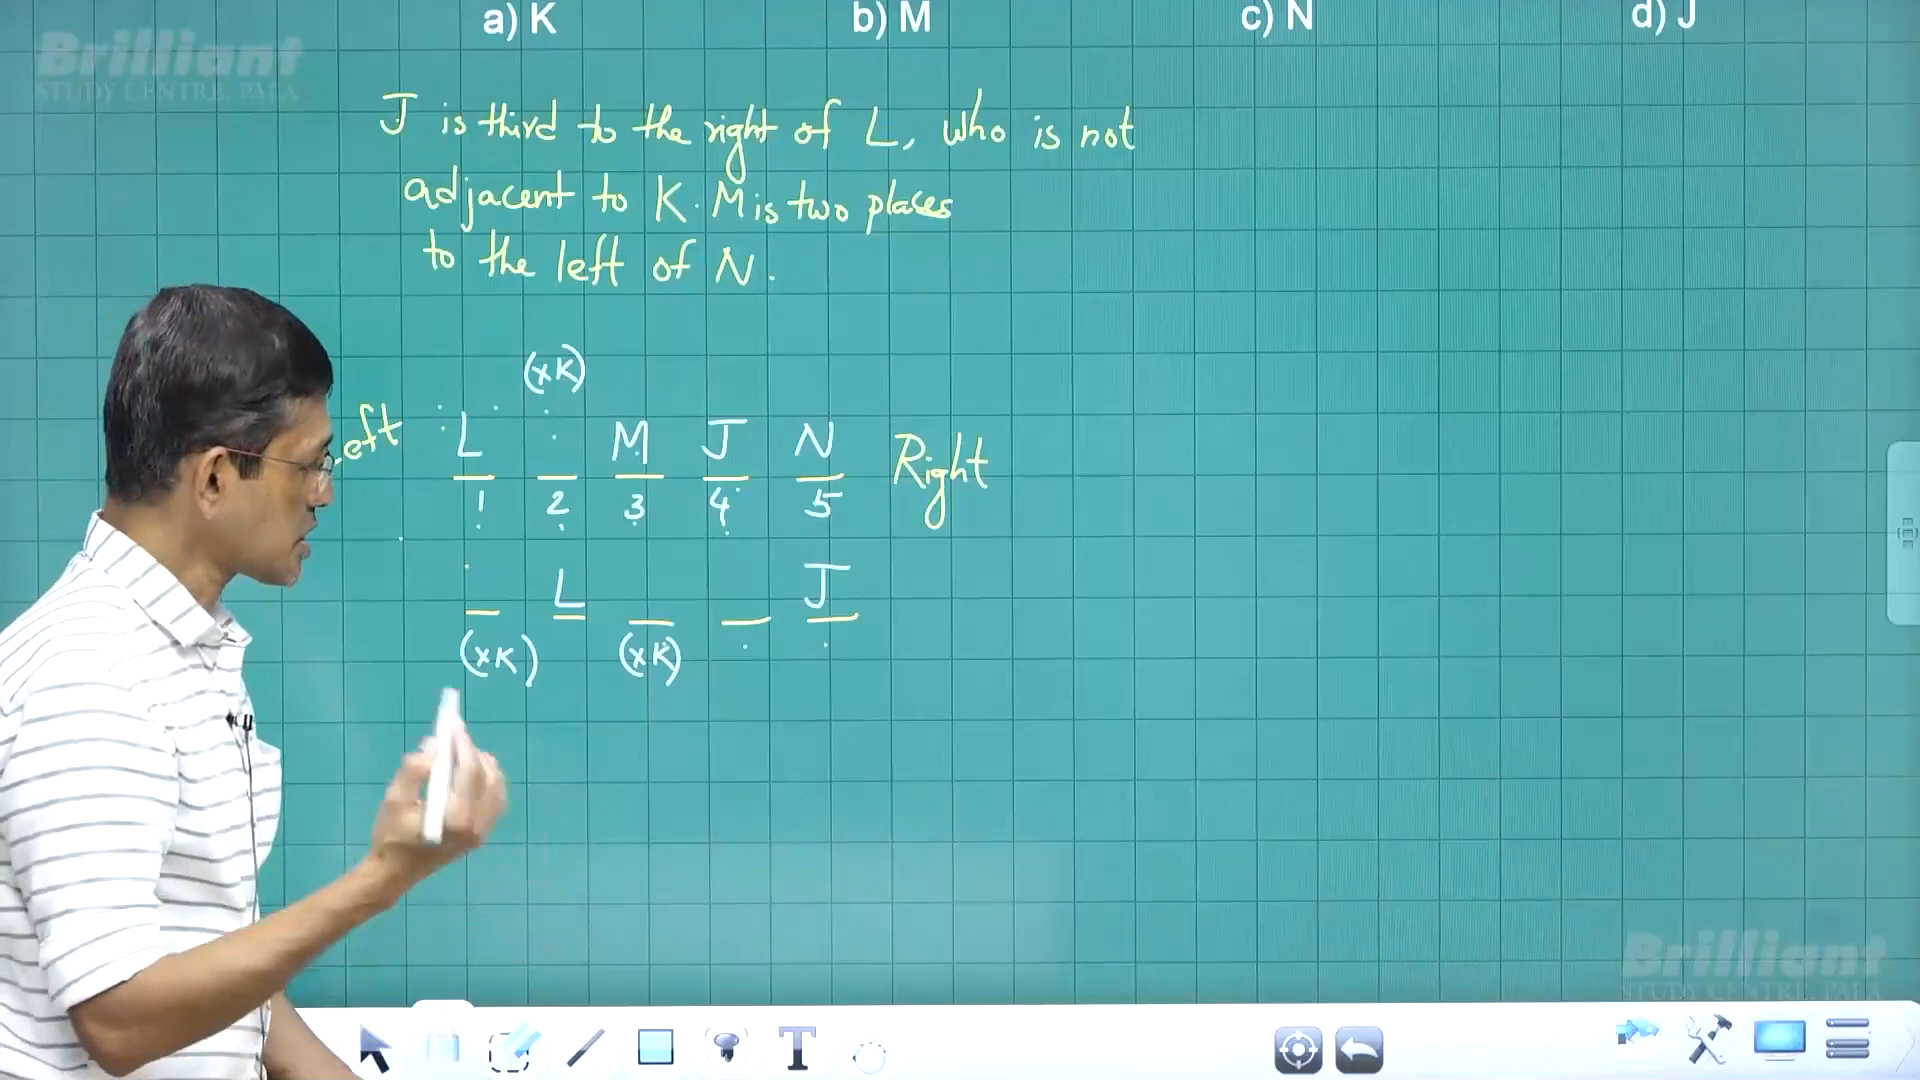 a) K b) M c) N d) J
Brilliant
STUDY CENTRE, PALA
J is third to the right of L, who is not
adjacent to K. M is two places
to the left of N.
(xK)
Left L M J N Right
1 2 3 4 5
L J
(xK) (xK)
Brilliant
STUDY CENTRE, PALA
T